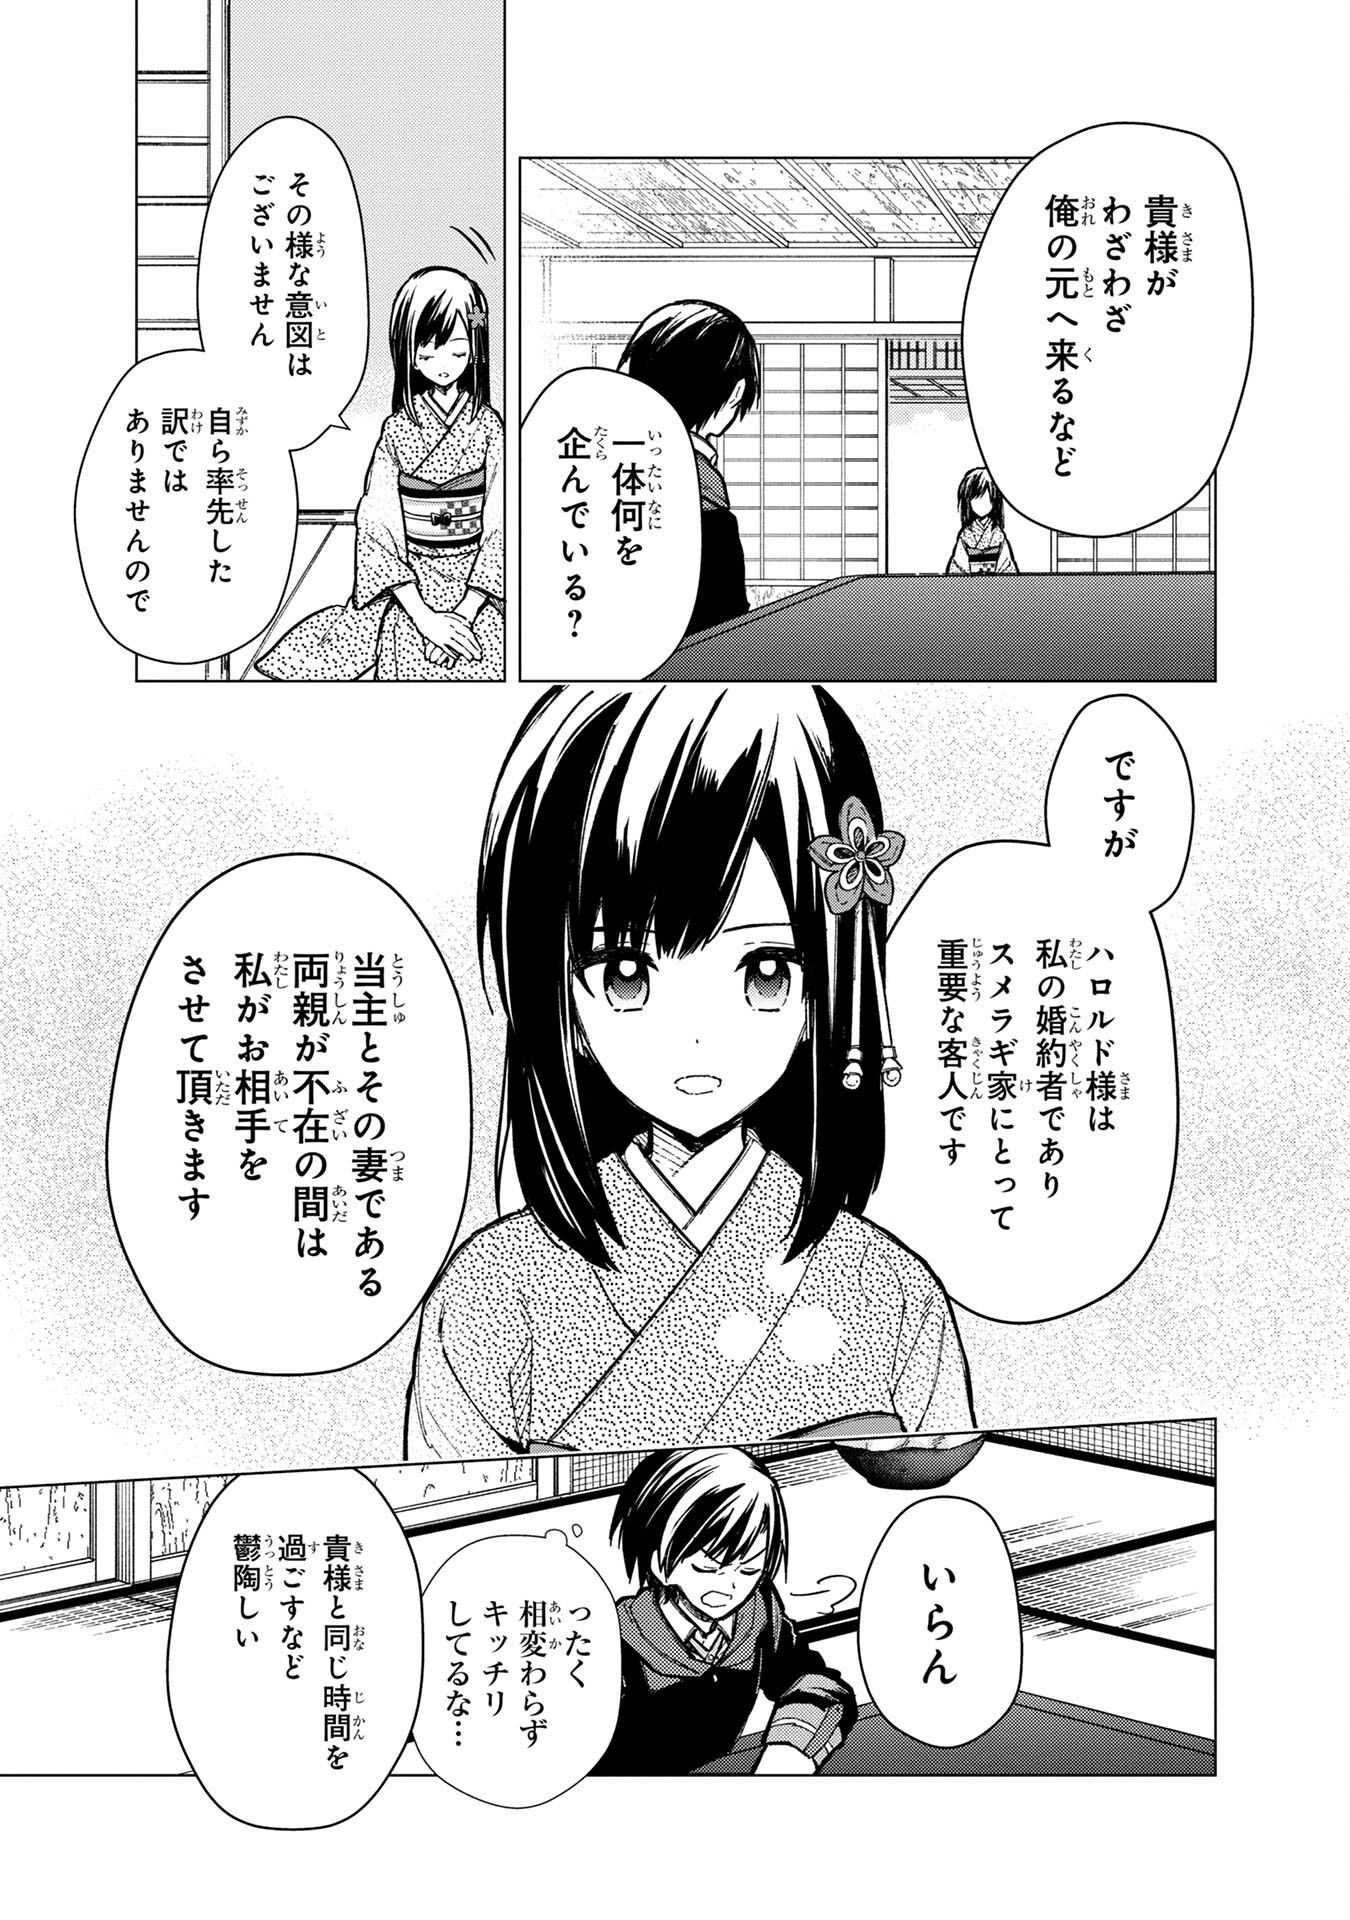 貴様が
わざわざ
俺の元へ来るなど
一体何を
企んでいる?
その様な意図は
ございません
自ら率先した
訳では
ありませんので
ですが
ハロルド様は
私の婚約者であり
スメラギ家にとって
重要な客人です
当主とその妻である
両親が不在の間は
私がお相手を
させて頂きます
いらん
ったく
相変わらず
キッチリ
してるな…
貴様と同じ時間を
過ごすなど
鬱陶しい